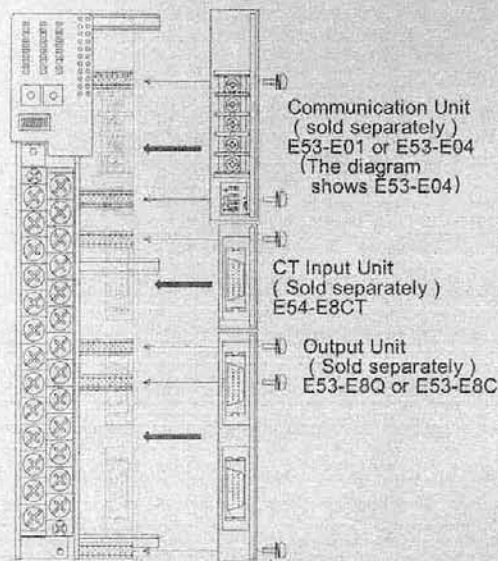 Communication Unit
( sold separately )
E53-E01 or E53-E04
(The diagram
shows E53-E04)
CT Input Unit
( Sold separately )
E54-E8CT
Output Unit
( Sold separately )
E53-E8Q or E53-E8C